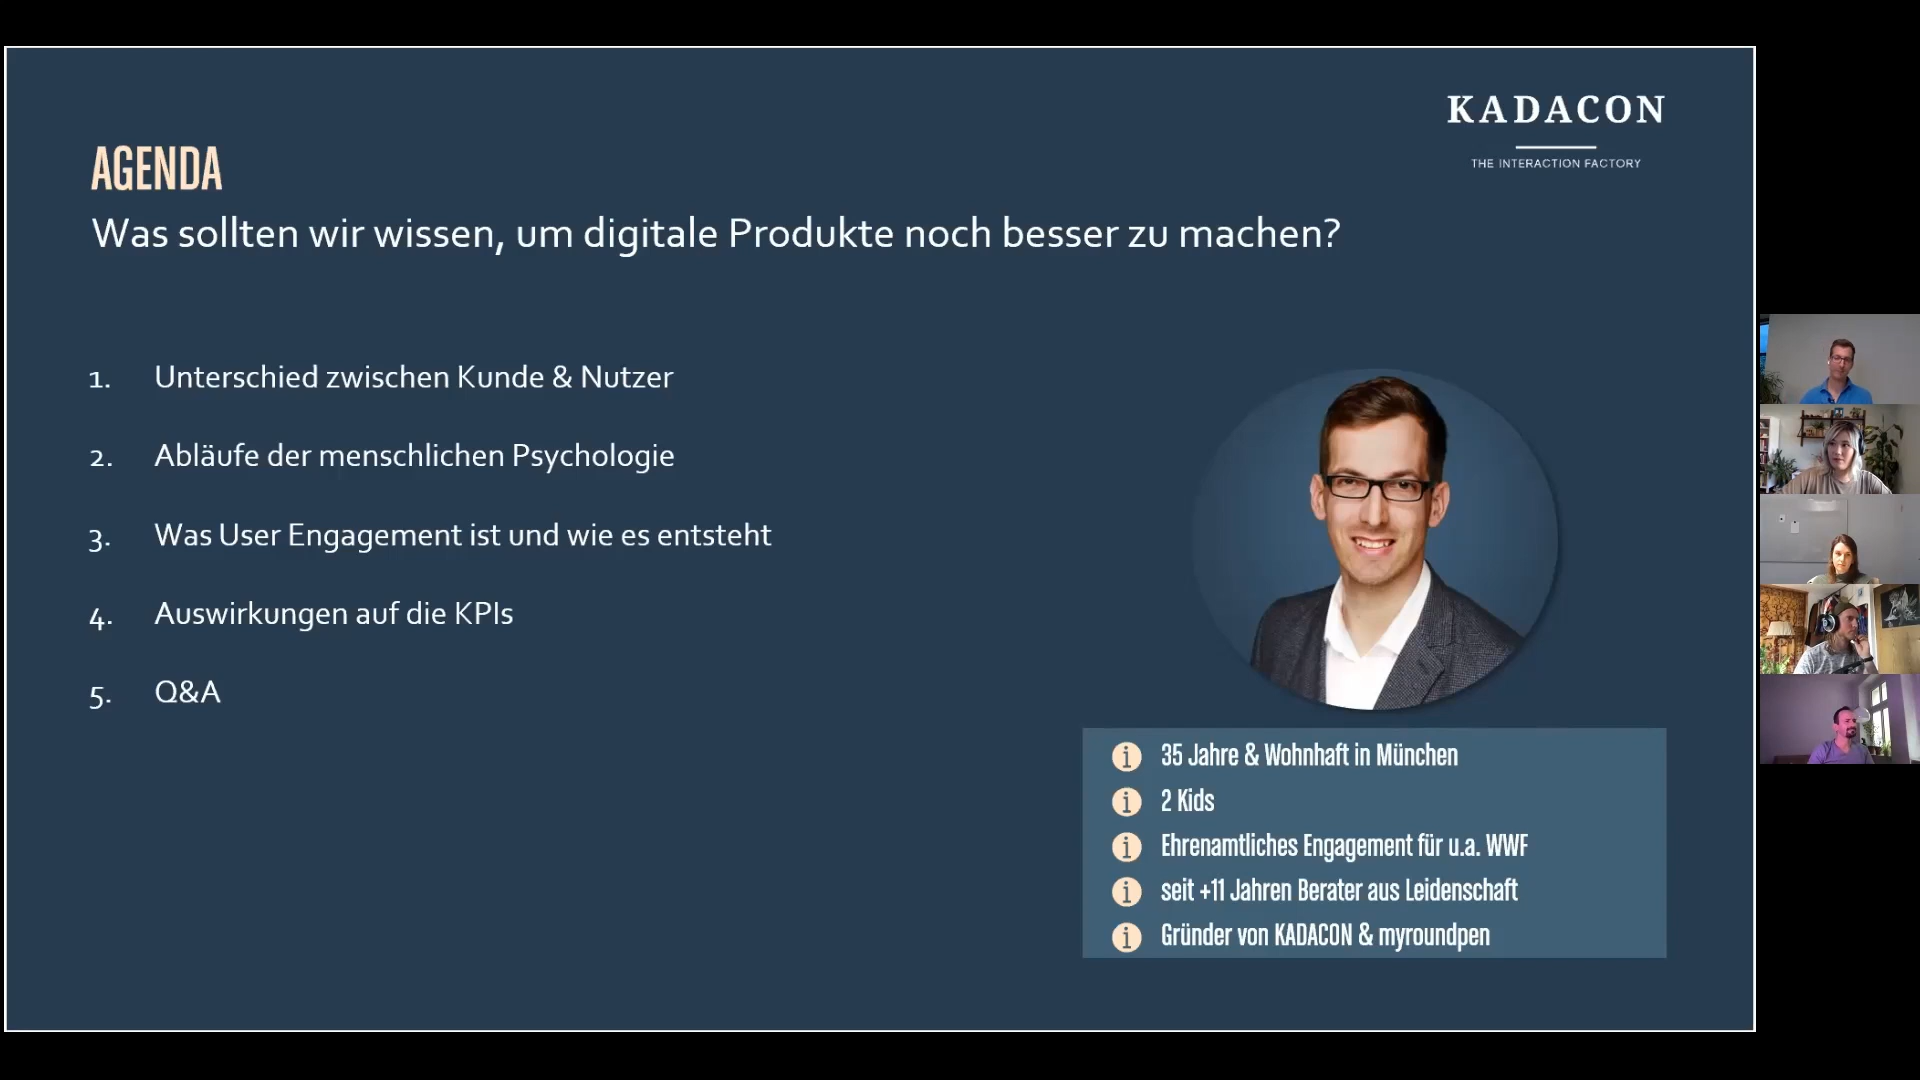 KADACON
THE INTERACTION FACTORY
AGENDA
Was sollten wir wissen, um digitale Produkte noch besser zu machen?
1. Unterschied zwischen Kunde & Nutzer
2. Abläufe der menschlichen Psychologie
3. Was User Engagement ist und wie es entsteht
4. Auswirkungen auf die KPIs
5. Q&A
i 35 Jahre & Wohnhaft in München
i 2 Kids
i Ehrenamtliches Engagement für u.a. WWF
i seit +11 Jahren Berater aus Leidenschaft
i Gründer von KADACON & myroundpen